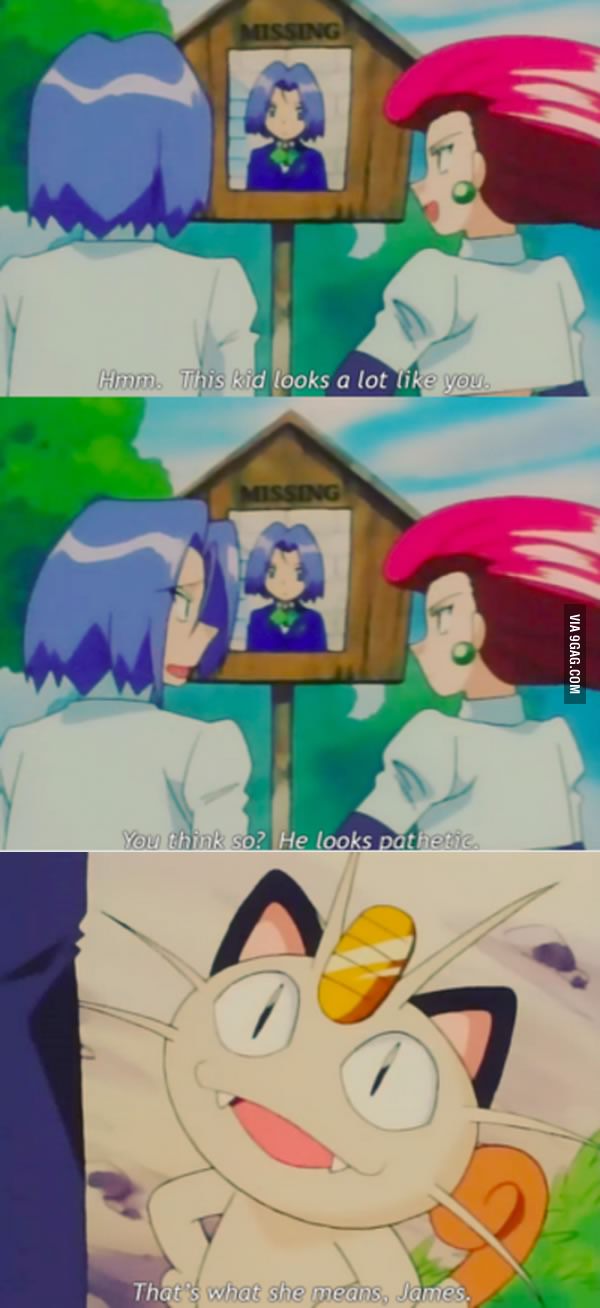 MISSING
Hmm. This kid looks a lot like you.
MISSING
VIA 9GAG.COM
You think so? He looks pathetic.
That's what she means, James.